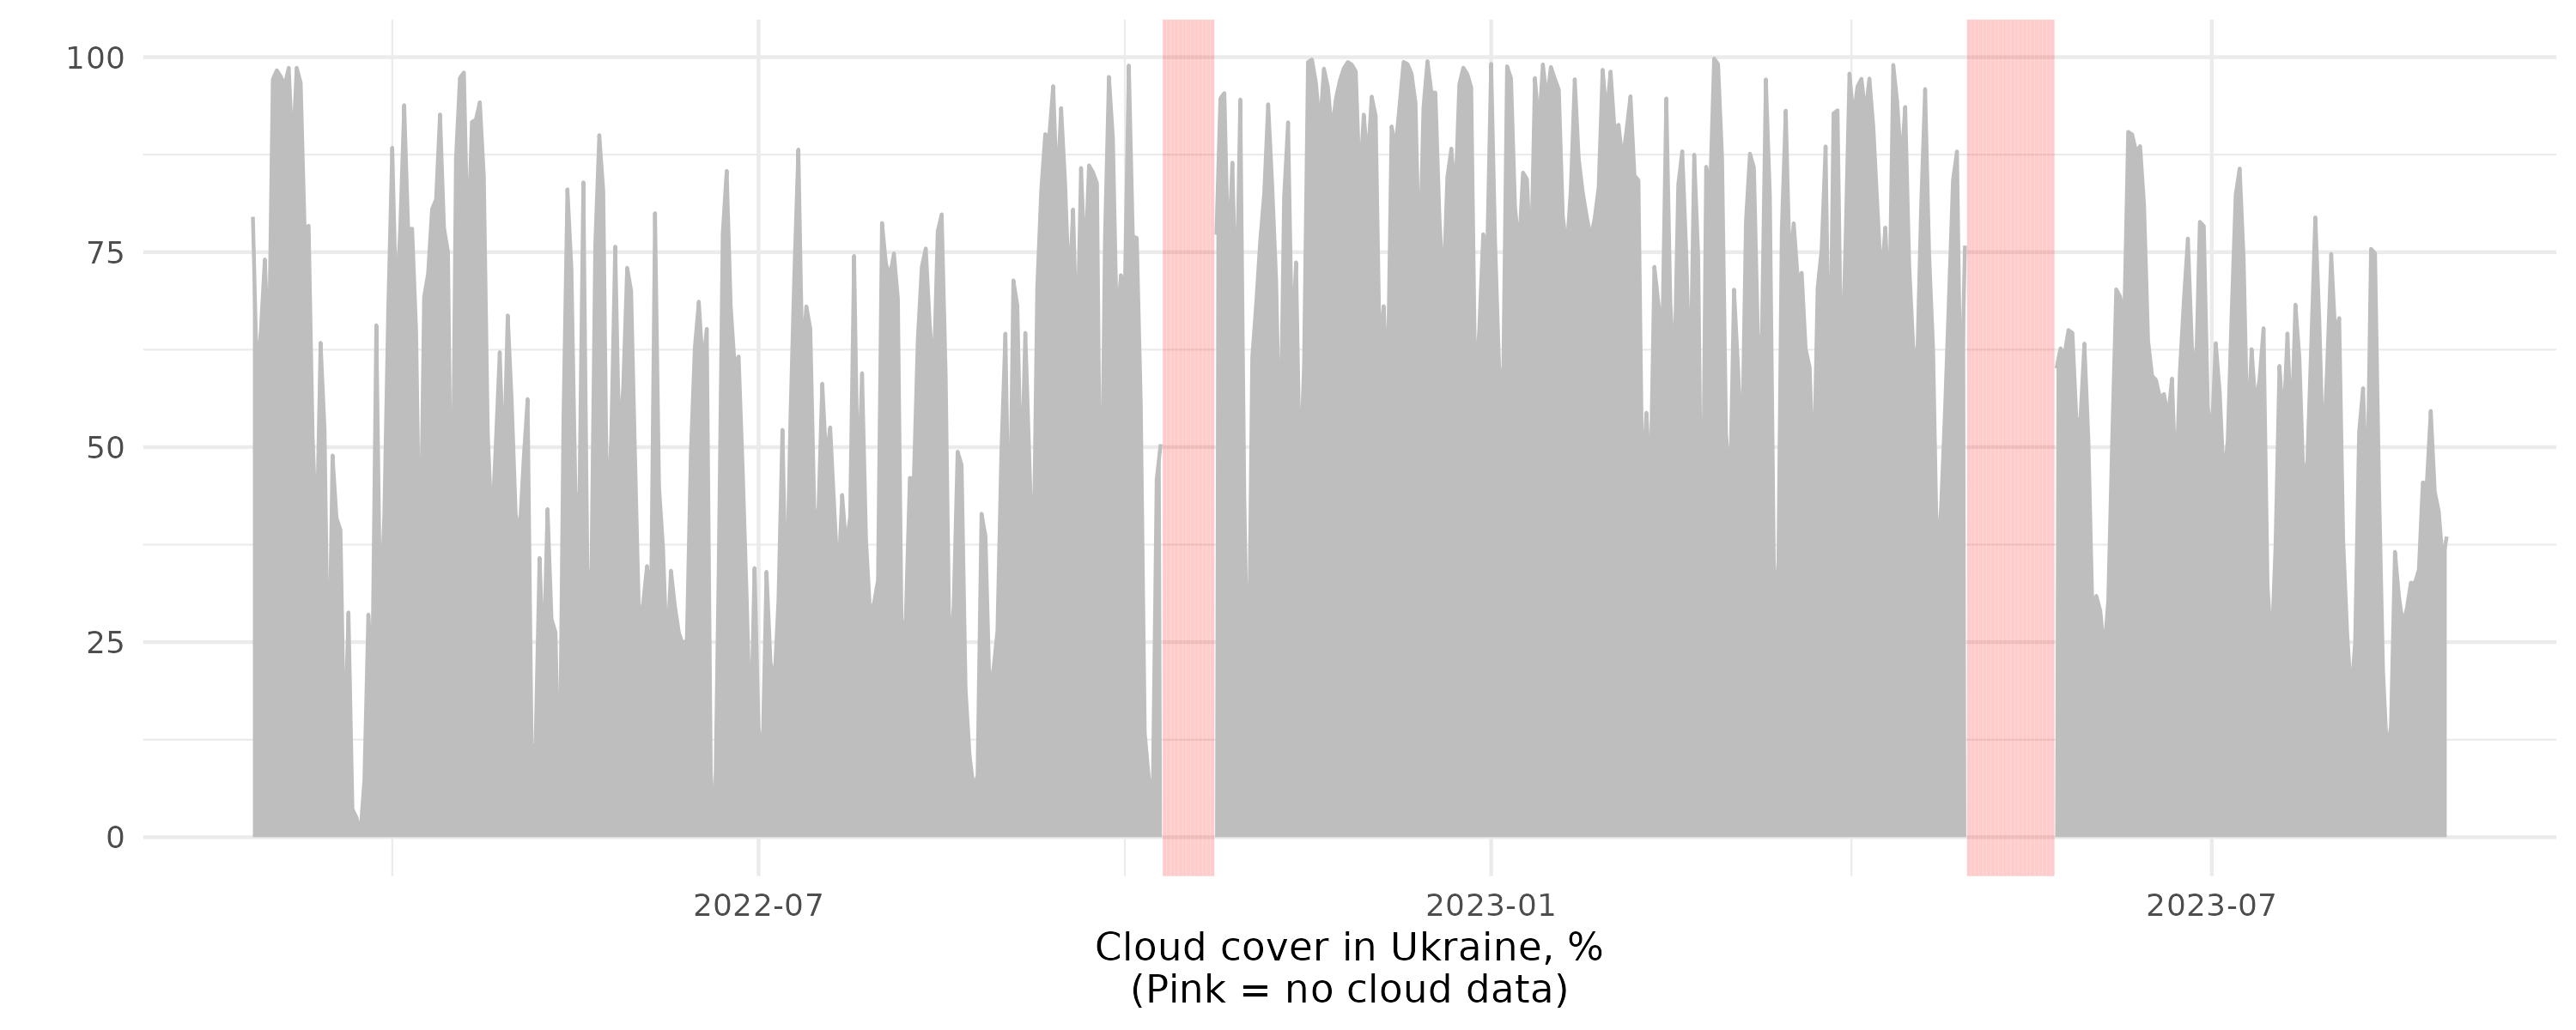 100
75
50
25
0
2022-07 2023-01 2023-07
Cloud cover in Ukraine, %
(Pink = no cloud data)